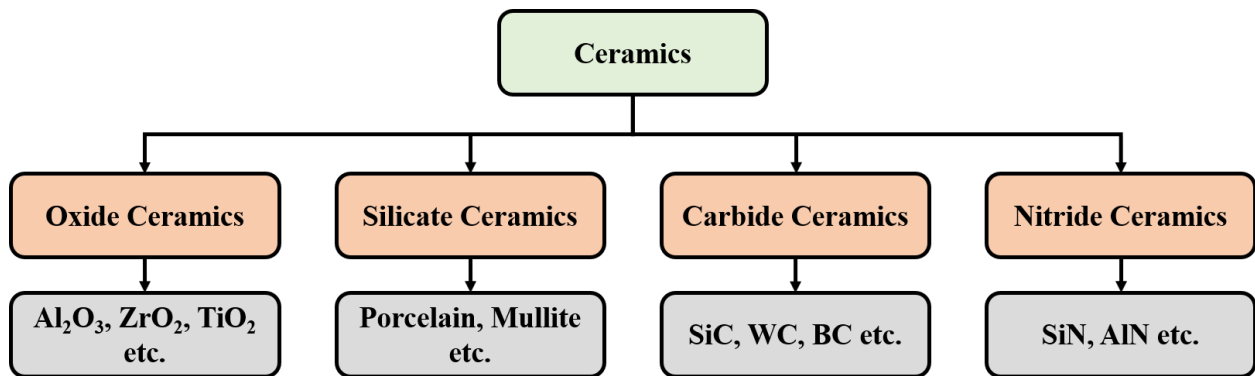 Ceramics
Oxide Ceramics
Silicate Ceramics
Carbide Ceramics
Nitride Ceramics
Al₂O₃, ZrO₂, TiO₂
etc.
Porcelain, Mullite
etc.
SiC, WC, BC etc.
SiN, AlN etc.